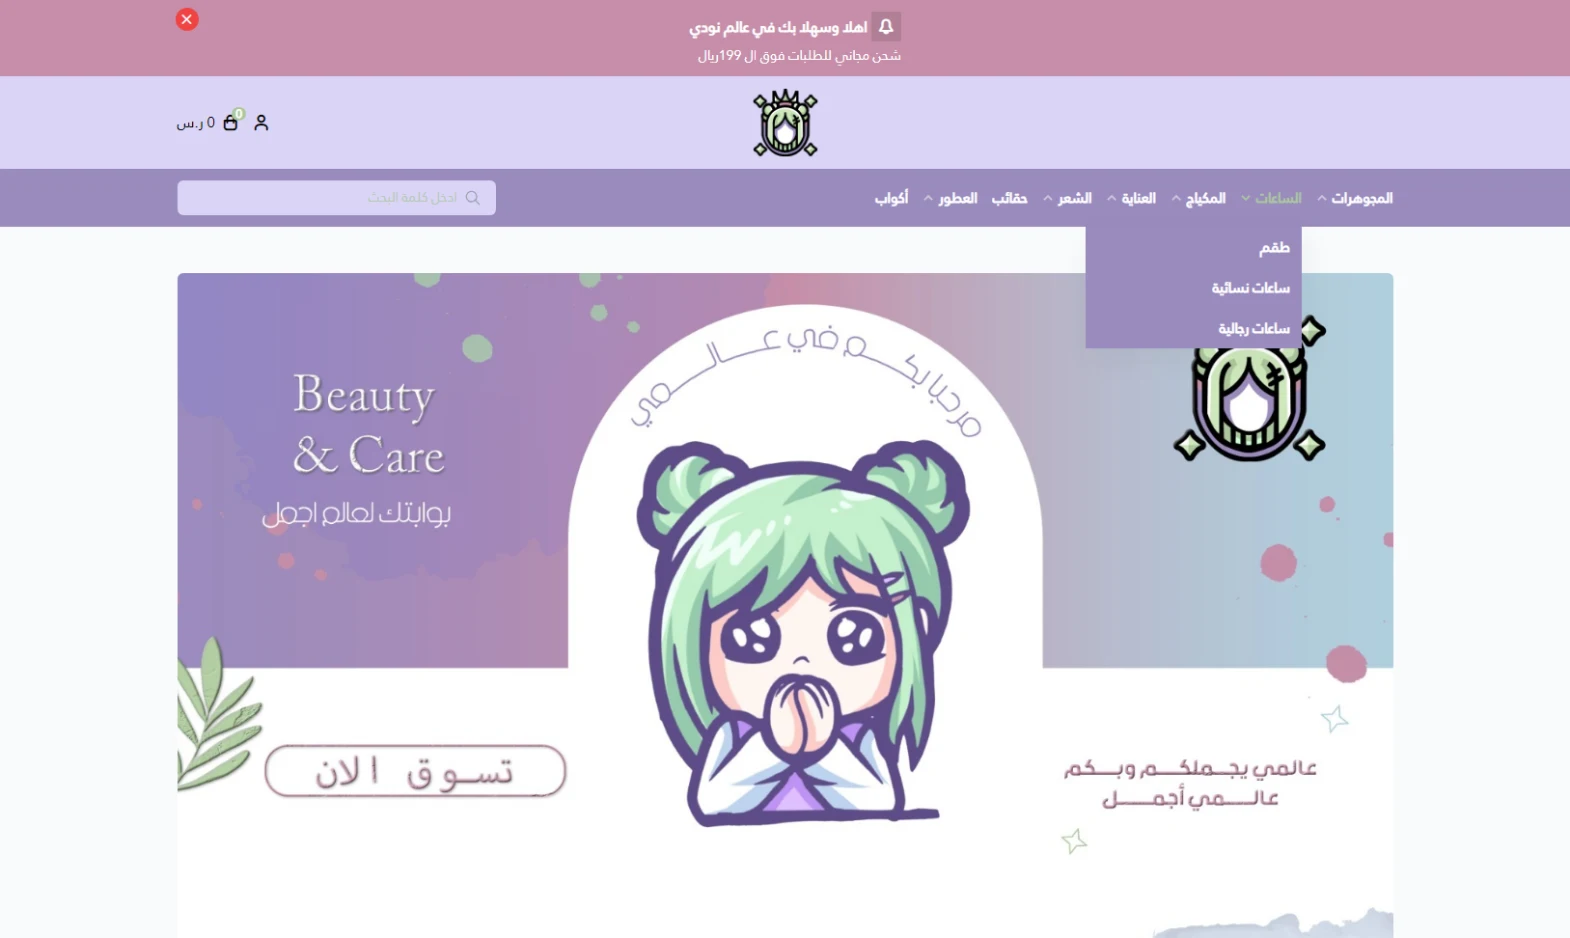 اهلا وسهلا بك في عالم نودي
شحن مجاني للطلبات فوق ال 199ريال
0
0 ر.س
المجوهرات
الساعات
المكياج
العناية
الشعر
حقائب
العطور
أكواب
ادخل كلمة البحث
طقم
ساعات نسائية
ساعات رجالية
مرحبا بكم في عالمي
Beauty
& Care
بوابتك لعالم اجمل
تسوق الان
عالمي يجملكم وبكم
عالمي أجمل